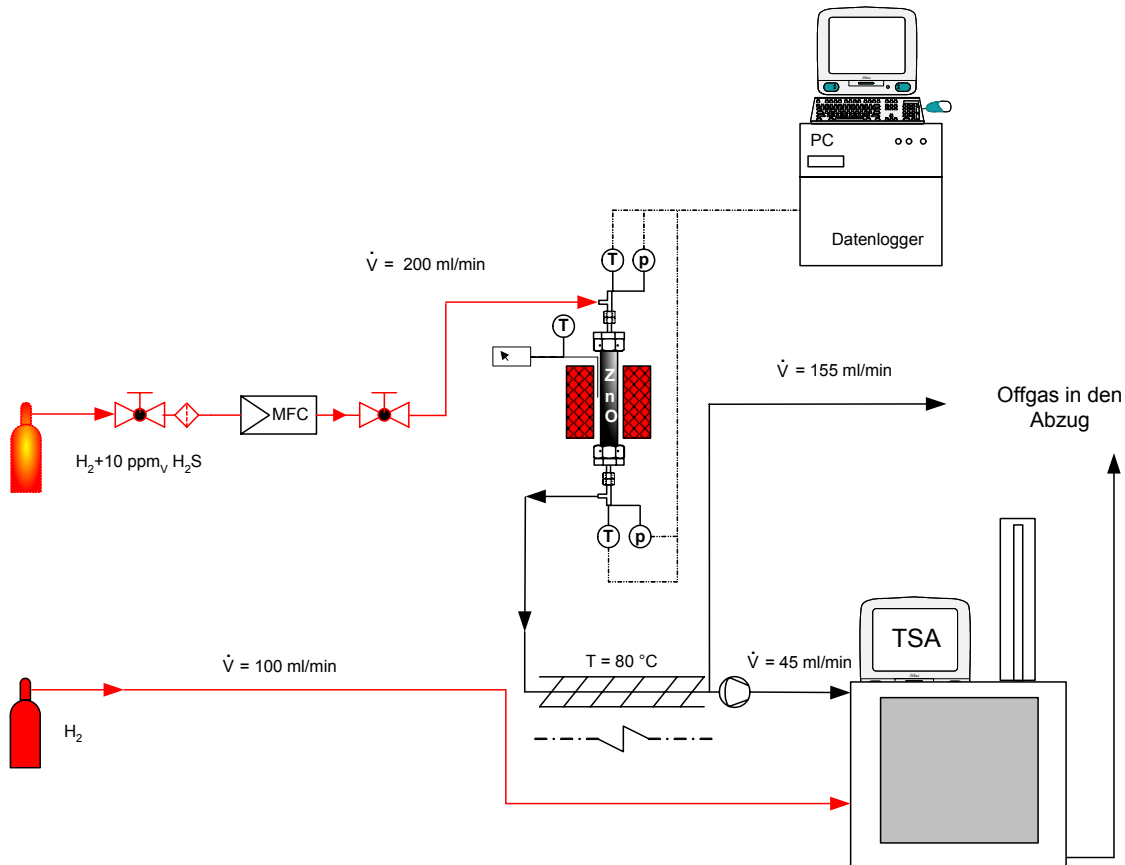 PC
Datenlogger
V̇ = 200 ml/min
T
p
T
ZnO
V̇ = 155 ml/min
Offgas in den
Abzug
MFC
H₂+10 ppmᵥ H₂S
T
p
TSA
T = 80 °C
V̇ = 45 ml/min
V̇ = 100 ml/min
H₂